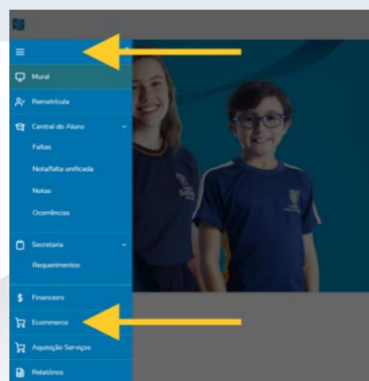 Mural
Rematrícula
Central do Aluno
Faltas
Nota/falta unificada
Notas
Ocorrências
Secretaria
Requerimentos
Financeiro
Ecommerce
Aquisição Serviços
Relatórios